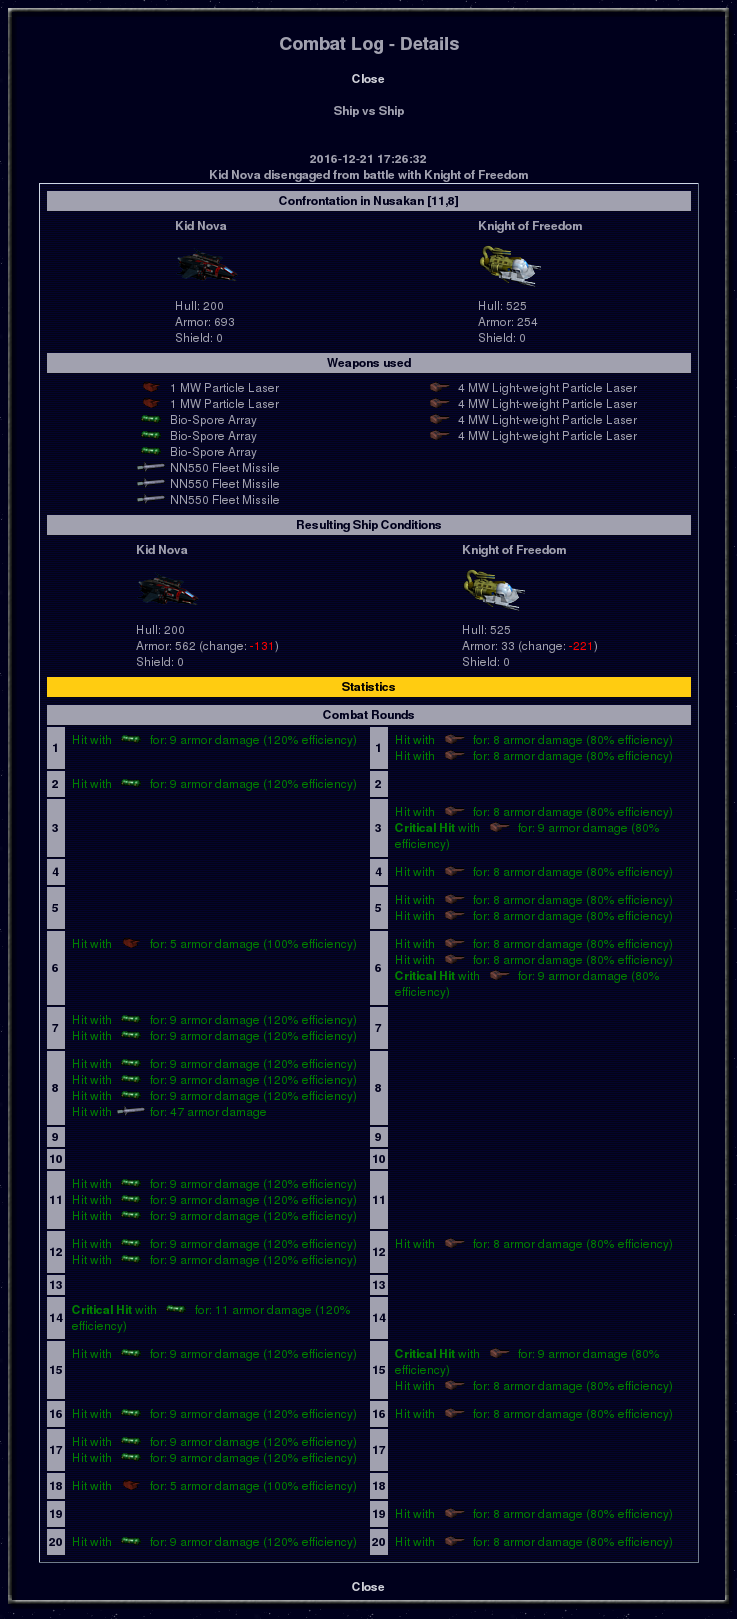 Combat Log - Details
Close
Ship vs Ship
2016-12-21 17:26:32
Kid Nova disengaged from battle with Knight of Freedom
Confrontation in Nusakan [11,8]
Kid Nova
Hull: 200
Armor: 693
Shield: 0
Knight of Freedom
Hull: 525
Armor: 254
Shield: 0
Weapons used
1 MW Particle Laser
1 MW Particle Laser
Bio-Spore Array
Bio-Spore Array
Bio-Spore Array
NN550 Fleet Missile
NN550 Fleet Missile
NN550 Fleet Missile
4 MW Light-weight Particle Laser
4 MW Light-weight Particle Laser
4 MW Light-weight Particle Laser
4 MW Light-weight Particle Laser
Resulting Ship Conditions
Kid Nova
Hull: 200
Armor: 562 (change: -131)
Shield: 0
Knight of Freedom
Hull: 525
Armor: 33 (change: -221)
Shield: 0
Statistics
Combat Rounds
1
Hit with for: 9 armor damage (120% efficiency)
1
Hit with for: 8 armor damage (80% efficiency)
Hit with for: 8 armor damage (80% efficiency)
2
Hit with for: 9 armor damage (120% efficiency)
2
3
3
Hit with for: 8 armor damage (80% efficiency)
Critical Hit with for: 9 armor damage (80%
efficiency)
4
4
Hit with for: 8 armor damage (80% efficiency)
5
5
Hit with for: 8 armor damage (80% efficiency)
Hit with for: 8 armor damage (80% efficiency)
6
Hit with for: 5 armor damage (100% efficiency)
6
Hit with for: 8 armor damage (80% efficiency)
Hit with for: 8 armor damage (80% efficiency)
Critical Hit with for: 9 armor damage (80%
efficiency)
7
Hit with for: 9 armor damage (120% efficiency)
Hit with for: 9 armor damage (120% efficiency)
7
8
Hit with for: 9 armor damage (120% efficiency)
Hit with for: 9 armor damage (120% efficiency)
Hit with for: 9 armor damage (120% efficiency)
Hit with for: 47 armor damage
8
9
9
10
10
11
Hit with for: 9 armor damage (120% efficiency)
Hit with for: 9 armor damage (120% efficiency)
Hit with for: 9 armor damage (120% efficiency)
11
12
Hit with for: 9 armor damage (120% efficiency)
Hit with for: 9 armor damage (120% efficiency)
12
Hit with for: 8 armor damage (80% efficiency)
13
13
14
Critical Hit with for: 11 armor damage (120%
efficiency)
14
15
Hit with for: 9 armor damage (120% efficiency)
15
Critical Hit with for: 9 armor damage (80%
efficiency)
Hit with for: 8 armor damage (80% efficiency)
16
Hit with for: 9 armor damage (120% efficiency)
16
Hit with for: 8 armor damage (80% efficiency)
17
Hit with for: 9 armor damage (120% efficiency)
Hit with for: 9 armor damage (120% efficiency)
17
18
Hit with for: 5 armor damage (100% efficiency)
18
19
19
Hit with for: 8 armor damage (80% efficiency)
20
Hit with for: 9 armor damage (120% efficiency)
20
Hit with for: 8 armor damage (80% efficiency)
Close